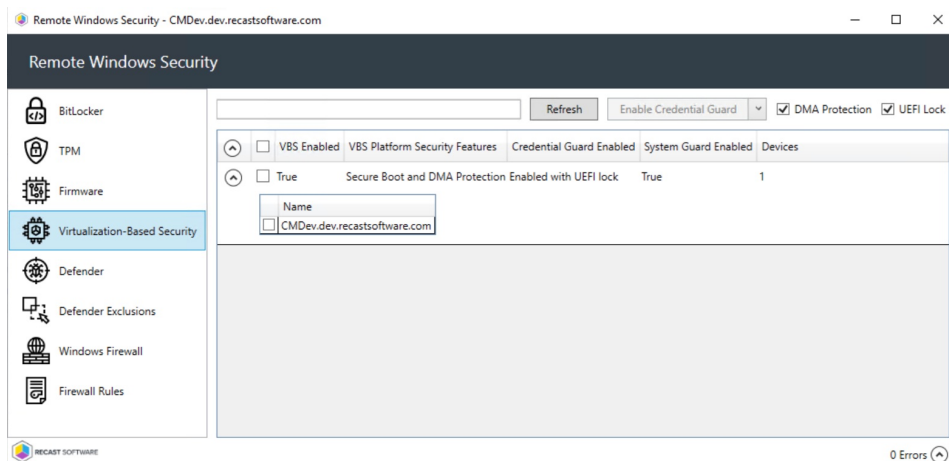 Remote Windows Security - CMDev.dev.recastsoftware.com
Remote Windows Security
BitLocker
TPM
Firmware
Virtualization-Based Security
Defender
Defender Exclusions
Windows Firewall
Firewall Rules
Refresh Enable Credential Guard DMA Protection UEFI Lock
VBS Enabled VBS Platform Security Features Credential Guard Enabled System Guard Enabled Devices
True Secure Boot and DMA Protection Enabled with UEFI lock True 1
Name
CMDev.dev.recastsoftware.com
RECAST SOFTWARE
0 Errors